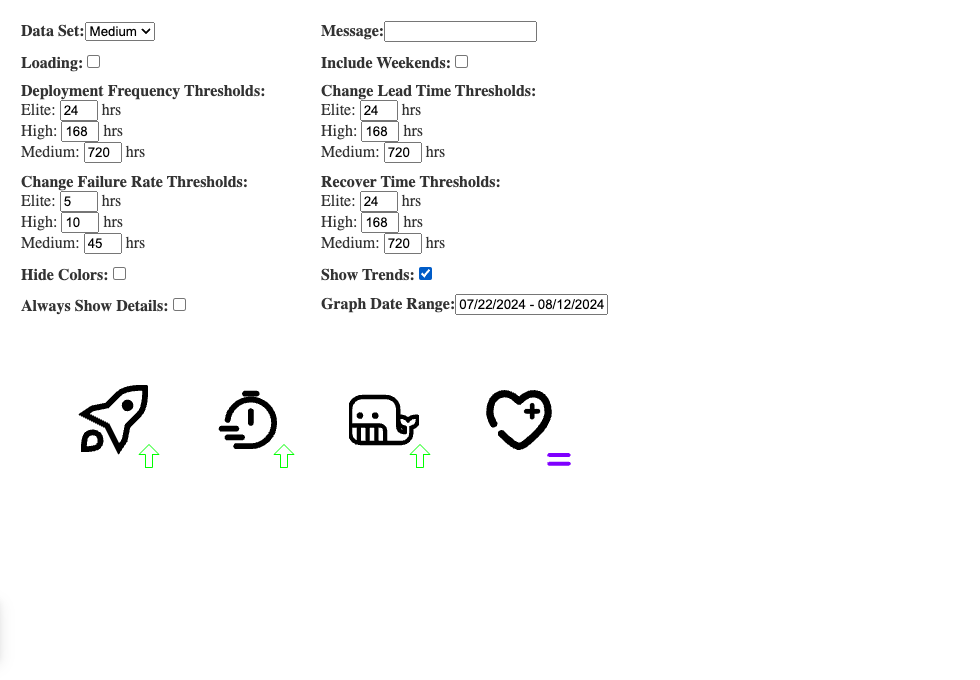 Data Set: Medium
Message:
Loading:
Include Weekends:
Deployment Frequency Thresholds:
Elite: 24 hrs
High: 168 hrs
Medium: 720 hrs
Change Lead Time Thresholds:
Elite: 24 hrs
High: 168 hrs
Medium: 720 hrs
Change Failure Rate Thresholds:
Elite: 5 hrs
High: 10 hrs
Medium: 45 hrs
Recover Time Thresholds:
Elite: 24 hrs
High: 168 hrs
Medium: 720 hrs
Hide Colors:
Show Trends:
Always Show Details:
Graph Date Range: 07/22/2024 - 08/12/2024